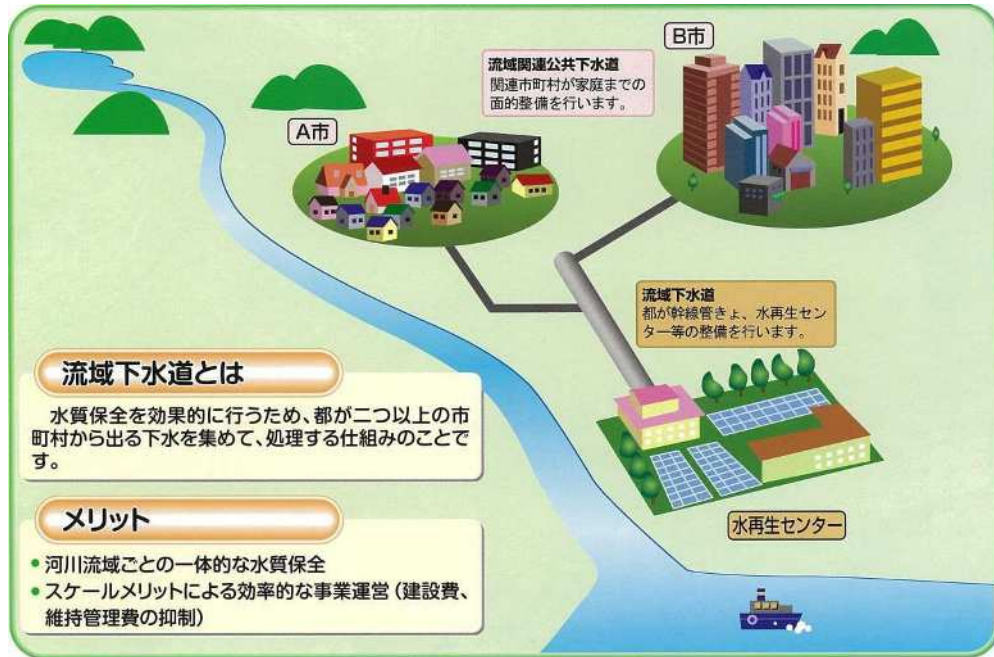 B市
流域関連公共下水道
関連市町村が家庭までの
面的整備を行います。
A市
流域下水道
都が幹線管きょ、水再生セン
ター等の整備を行います。
流域下水道とは
水質保全を効果的に行うため、都が二つ以上の市
町村から出る下水を集めて、処理する仕組みのことで
す。
メリット
• 河川流域ごとの一体的な水質保全
• スケールメリットによる効率的な事業運営(建設費、
維持管理費の抑制)
水再生センター